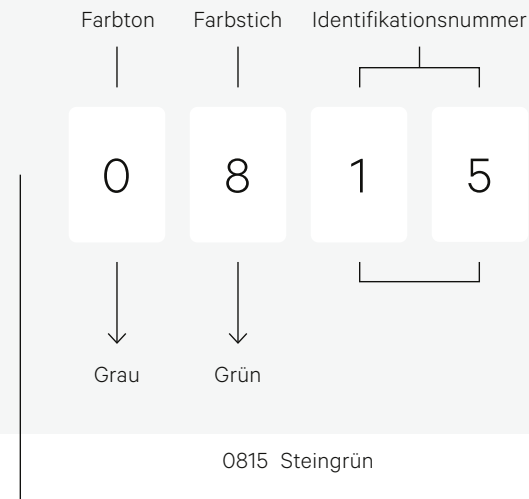 Farbton Farbstich Identifikationsnummer
0 8 1 5
Grau Grün
0815 Steingrün